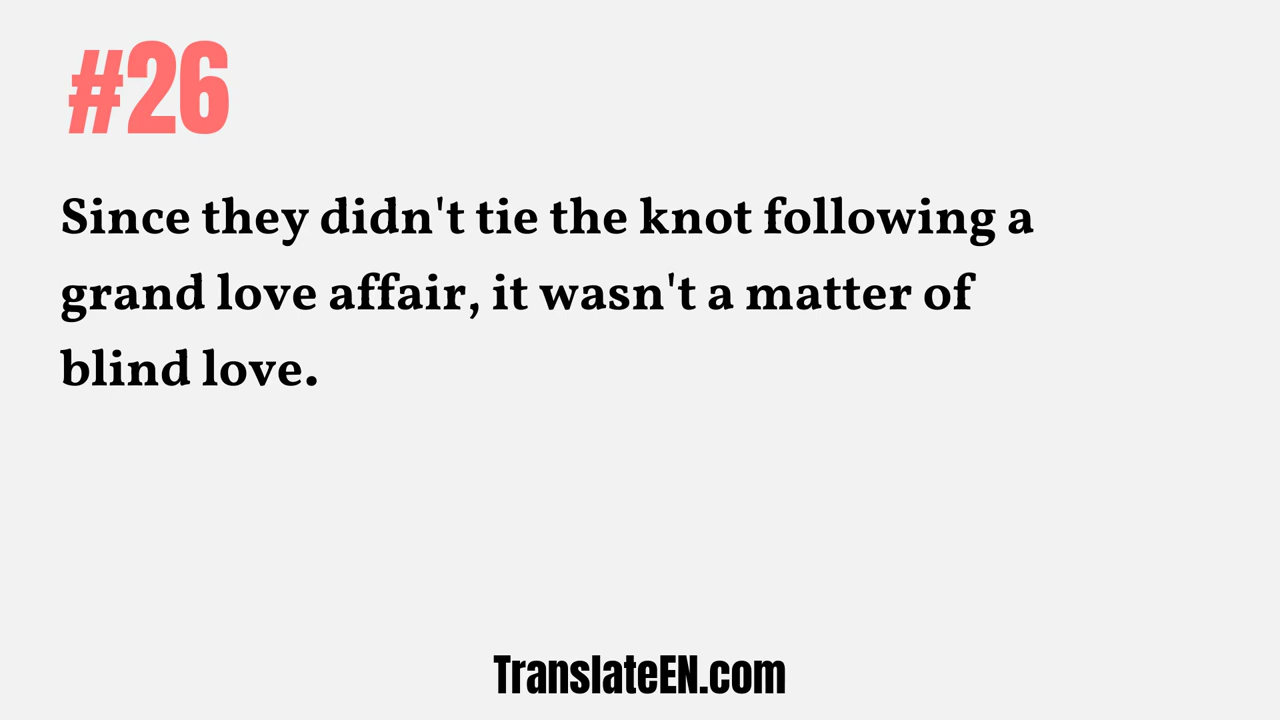 #26
Since they didn't tie the knot following a
grand love affair, it wasn't a matter of
blind love.
TranslateEN.com